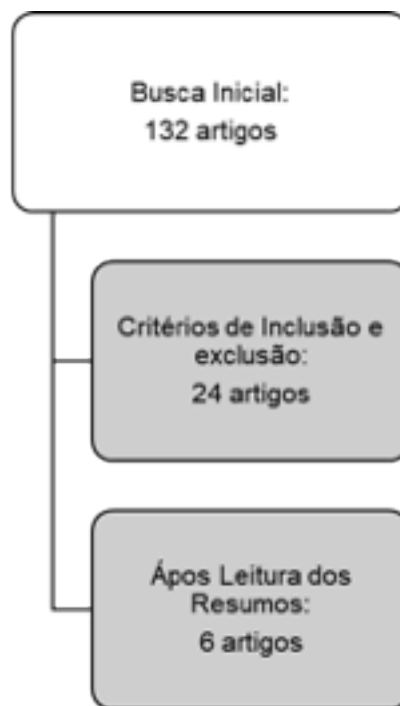 Busca Inicial:
132 artigos
Critérios de Inclusão e
exclusão:
24 artigos
Ápos Leitura dos
Resumos:
6 artigos